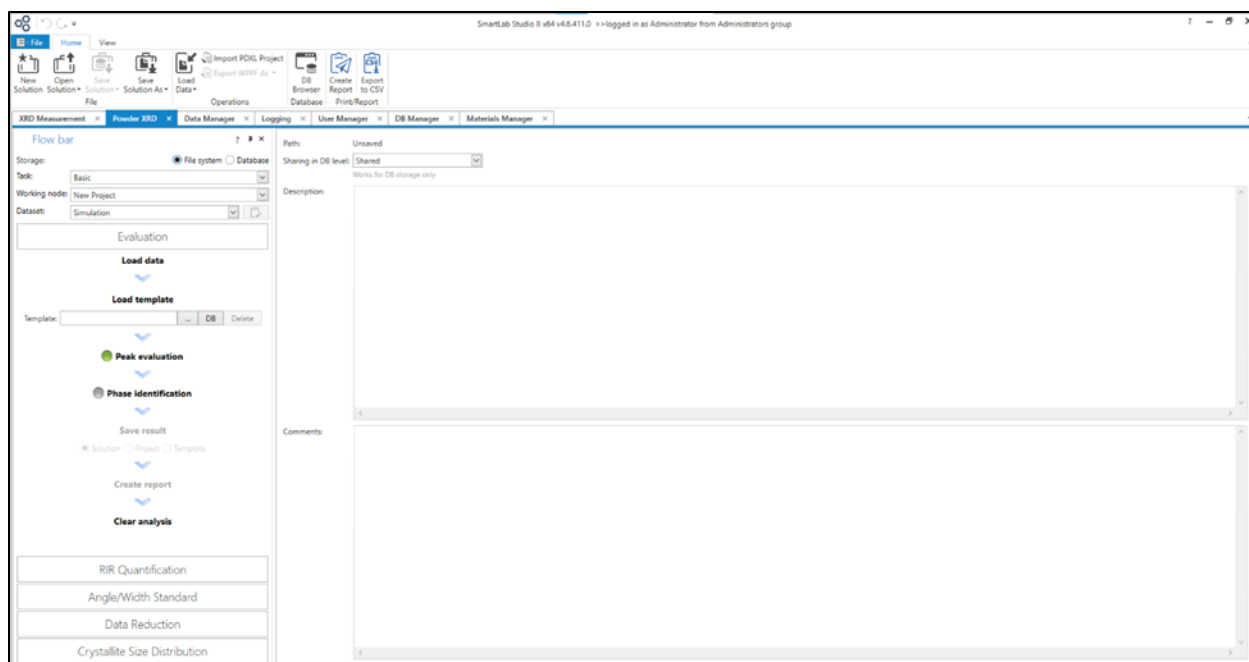 SmartLab Studio II x64 v4.6.411.0 >>logged in as Administrator from Administrators group
File Home View
New Solution
Open Solution
Save Solution
Save Solution As
Load Data
Import PDXL Project
Export WPPF As
DB Browser
Create Report
Export to CSV
File Operations Database Print/Report
XRD Measurement × Powder XRD × Data Manager × Logging × User Manager × DB Manager × Materials Manager ×
Flow bar ? ×
Storage: File system Database
Task: Basic
Working node: New Project
Dataset: Simulation
Evaluation
Load data
Load template
Template: ... DB Delete
Peak evaluation
Phase identification
Save result
Solution Project Template
Create report
Clear analysis
RIR Quantification
Angle/Width Standard
Data Reduction
Crystallite Size Distribution
Path: Unsaved
Sharing in DB level: Shared
Works for DB storage only
Description:
Comments: